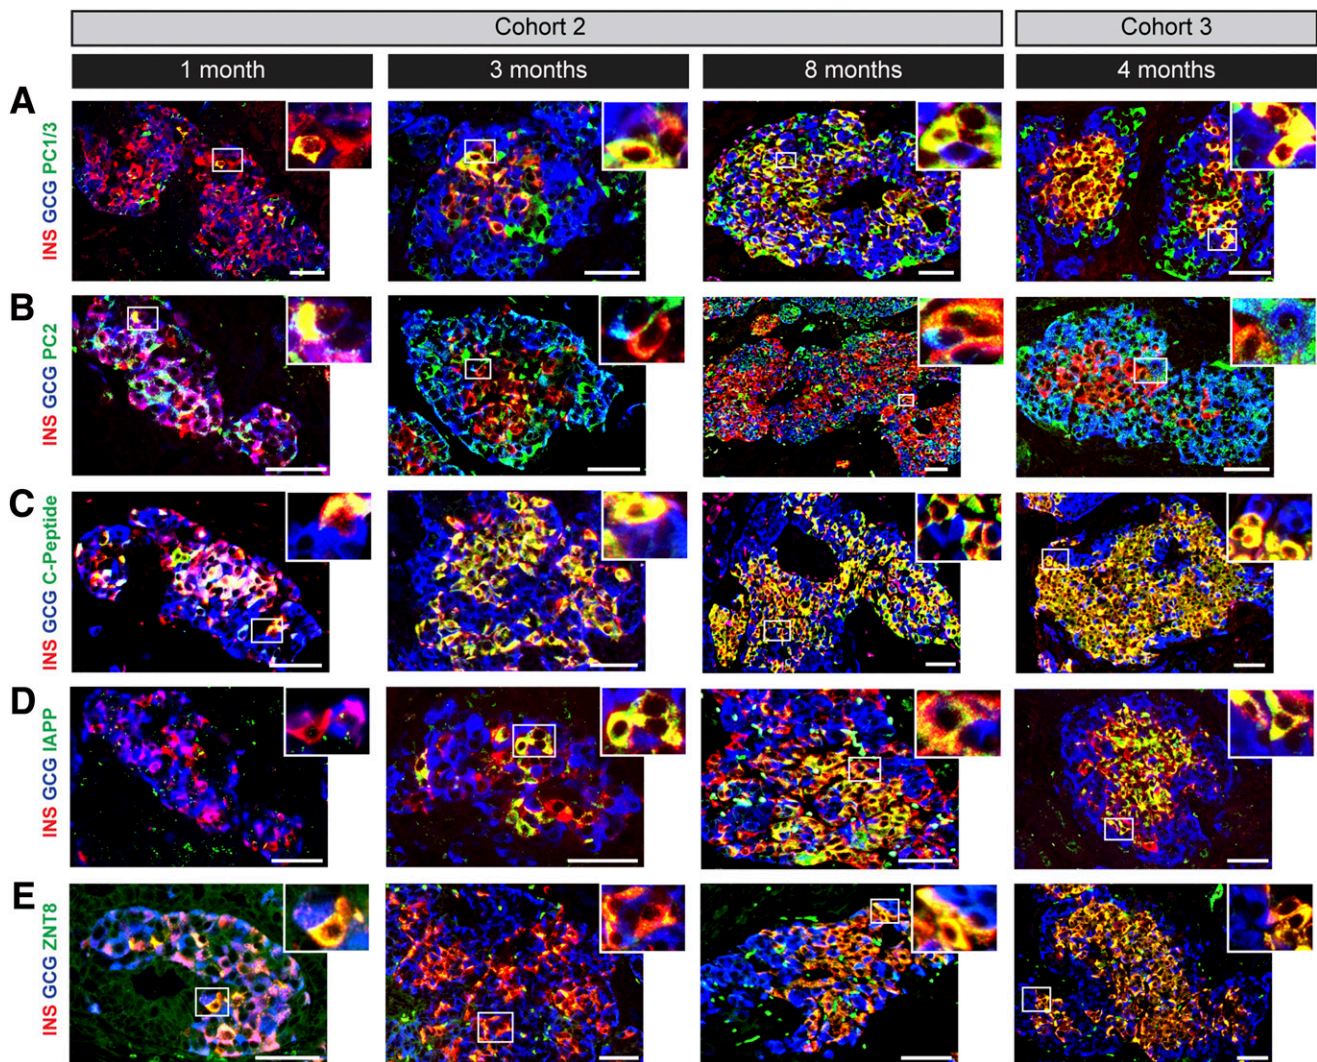 Cohort 2
Cohort 3
1 month
3 months
8 months
4 months
A
INS GCG PC1/3
B
INS GCG PC2
C
INS GCG C-Peptide
D
INS GCG IAPP
E
INS GCG ZNT8